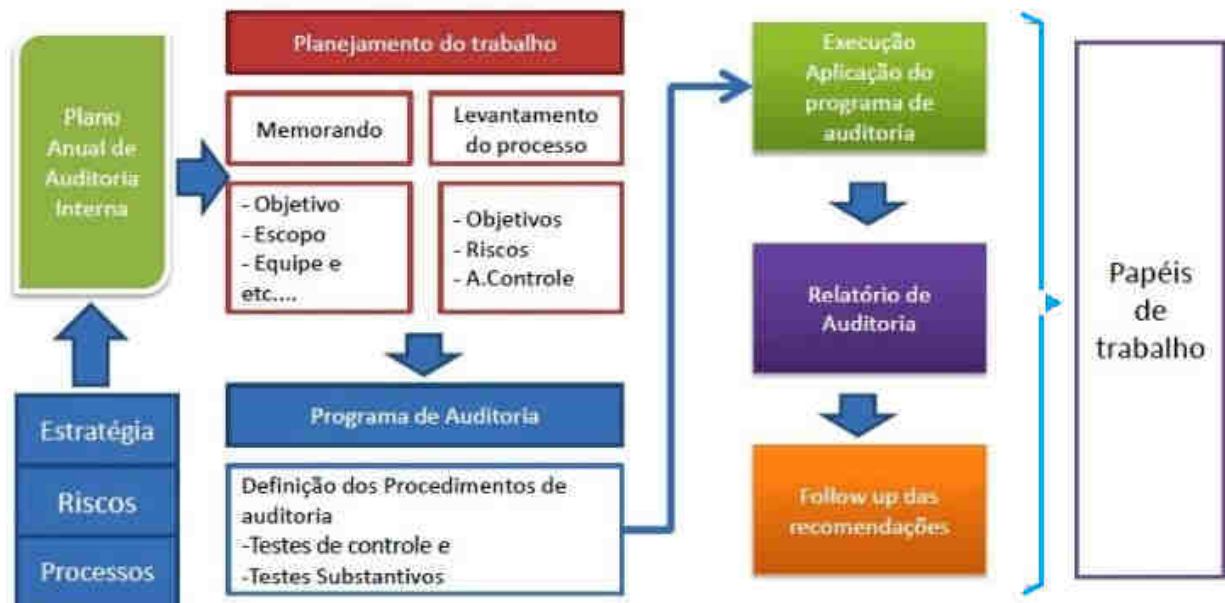 Plano
Anual de
Auditoria
Interna
Estratégia
Riscos
Processos
Planejamento do trabalho
Memorando
Levantamento
do processo
- Objetivo
- Escopo
- Equipe e
etc....
- Objetivos
- Riscos
- A.Controle
Programa de Auditoria
Definição dos Procedimentos de
auditoria
-Testes de controle e
-Testes Substantivos
Execução
Aplicação do
programa de
auditoria
Relatório de
Auditoria
Follow up das
recomendações
Papéis
de
trabalho